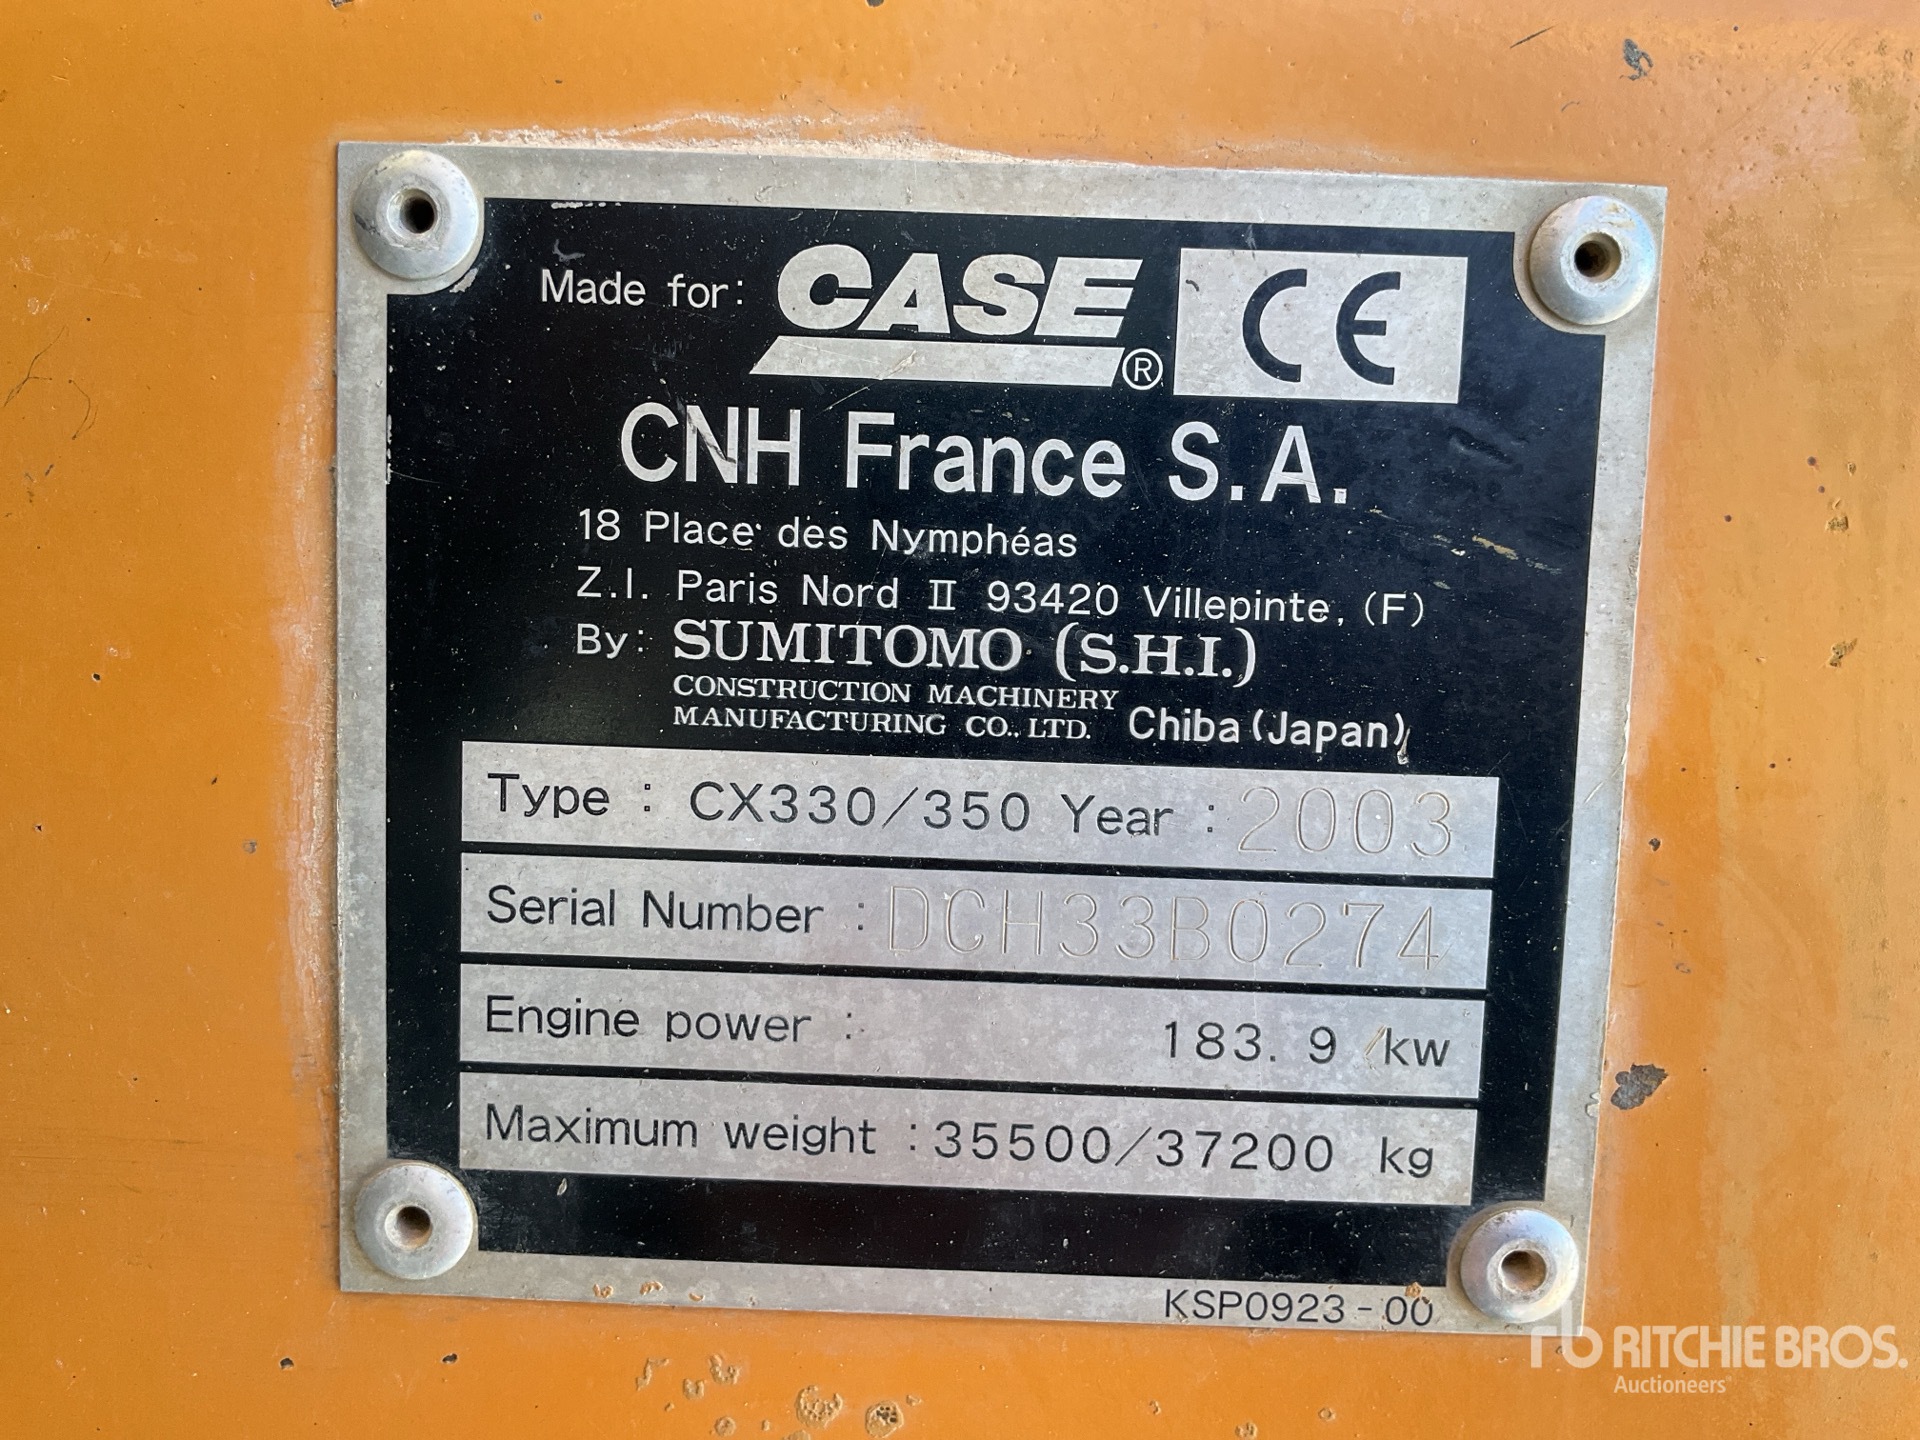 Made for: CASE ® CE
CNH France S.A.
18 Place des Nymphéas
Z.I. Paris Nord II 93420 Villepinte, (F)
By: SUMITOMO (S.H.I.)
CONSTRUCTION MACHINERY
MANUFACTURING CO., LTD. Chiba (Japan)
Type : CX330/350 Year : 2003
Serial Number : DCH33B0274
Engine power : 183.9 kw
Maximum weight : 35500/37200 kg
KSP0923-00
rb RITCHIE BROS.
Auctioneers